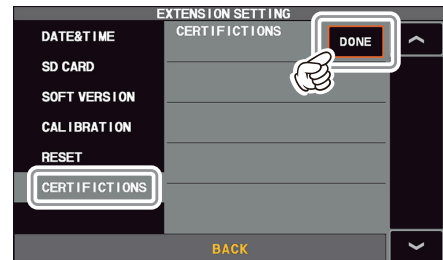 EXTENSION SETTING
DATE&TIME
SD CARD
SOFT VERSION
CALIBRATION
RESET
CERTIFICTIONS
CERTIFICTIONS
DONE
BACK